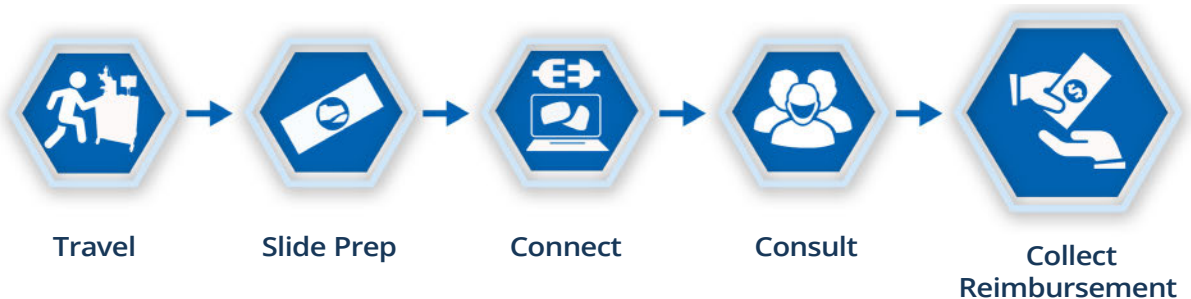 $
Travel
Slide Prep
Connect
Consult
Collect
Reimbursement